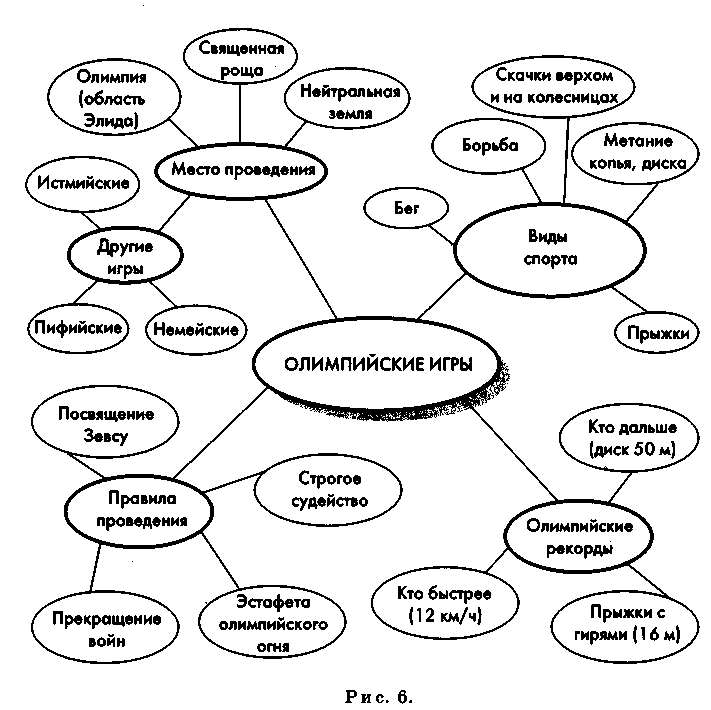 Священная
роща
Олимпия
(область
Элида)
Нейтральная
земля
Место проведения
Истмийские
Другие
игры
Пифийские
Немейские
Скачки верхом
и на колесницах
Борьба
Метание
копья, диска
Бег
Виды
спорта
Прыжки
ОЛИМПИЙСКИЕ ИГРЫ
Посвящение
Зевсу
Строгое
судейство
Правила
проведения
Прекращение
войн
Эстафета
олимпийского
огня
Кто дальше
(диск 50 м)
Олимпийские
рекорды
Кто быстрее
(12 км/ч)
Прыжки с
гирями (16 м)
Рис. 6.